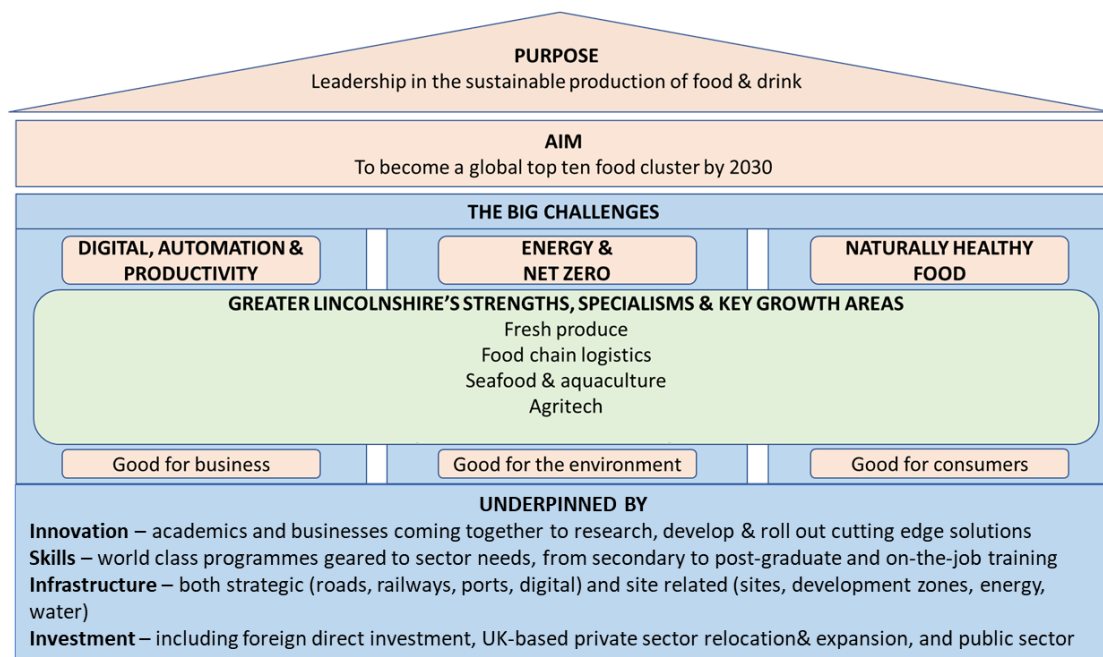 PURPOSE
Leadership in the sustainable production of food & drink
AIM
To become a global top ten food cluster by 2030
THE BIG CHALLENGES
DIGITAL, AUTOMATION &
PRODUCTIVITY
ENERGY &
NET ZERO
NATURALLY HEALTHY
FOOD
GREATER LINCOLNSHIRE'S STRENGTHS, SPECIALISMS & KEY GROWTH AREAS
Fresh produce
Food chain logistics
Seafood & aquaculture
Agritech
Good for business
Good for the environment
Good for consumers
UNDERPINNED BY
Innovation – academics and businesses coming together to research, develop & roll out cutting edge solutions
Skills – world class programmes geared to sector needs, from secondary to post-graduate and on-the-job training
Infrastructure – both strategic (roads, railways, ports, digital) and site related (sites, development zones, energy,
water)
Investment – including foreign direct investment, UK-based private sector relocation& expansion, and public sector